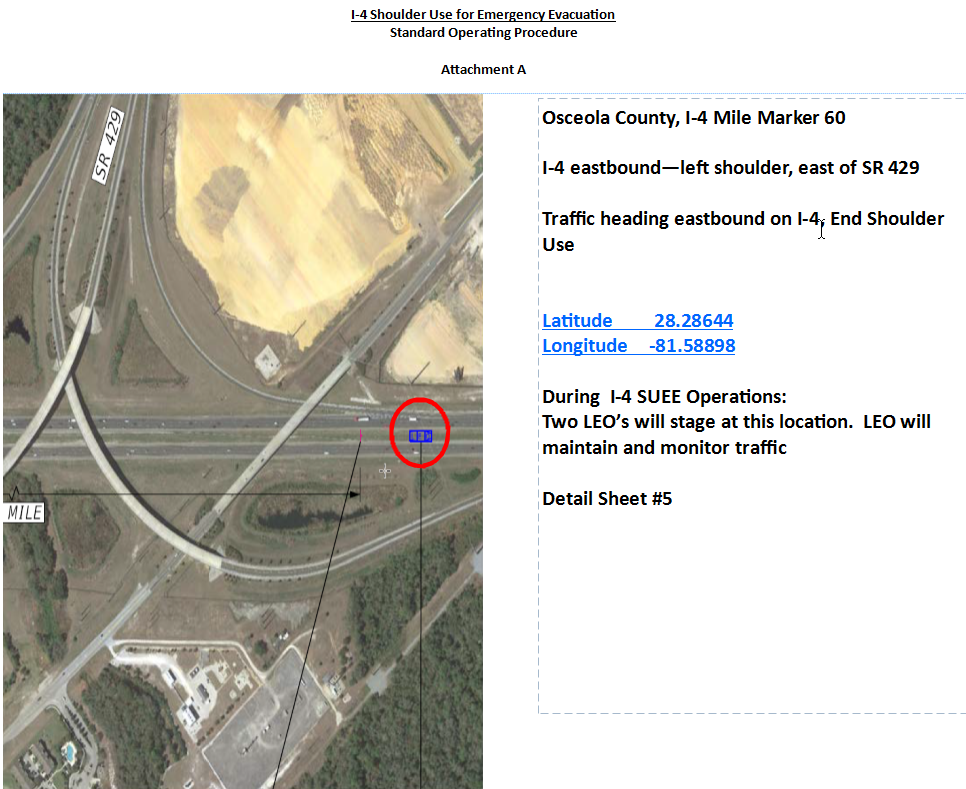 I-4 Shoulder Use for Emergency Evacuation
Standard Operating Procedure
Attachment A
SR 429
MILE
Osceola County, I-4 Mile Marker 60
I-4 eastbound—left shoulder, east of SR 429
Traffic heading eastbound on I-4, End Shoulder
Use
Latitude 28.28644
Longitude -81.58898
During I-4 SUEE Operations:
Two LEO’s will stage at this location. LEO will
maintain and monitor traffic
Detail Sheet #5